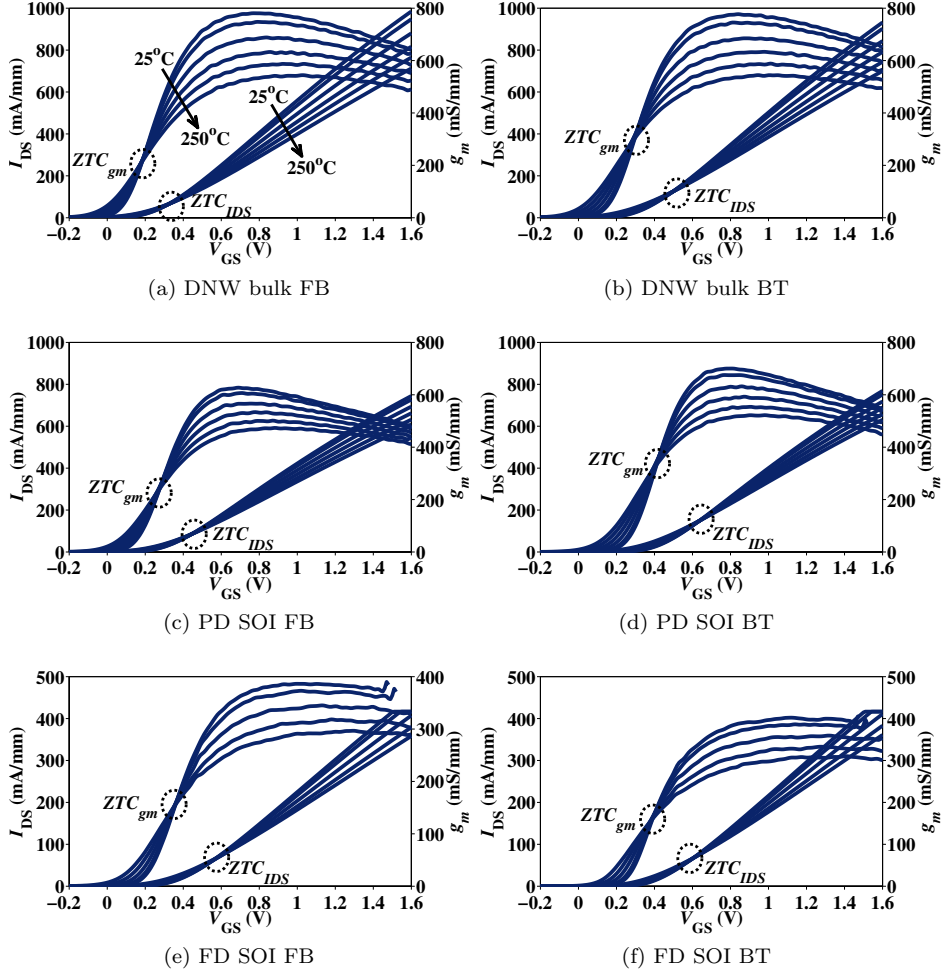 1000
800
600
400
200
0
I_DS (mA/mm)
800
600
400
200
0
g_m (mS/mm)
25°C
250°C
25°C
250°C
ZTC_gm
ZTC_IDS
−0.2 0 0.2 0.4 0.6 0.8 1 1.2 1.4 1.6
V_GS (V)
(a) DNW bulk FB
1000
800
600
400
200
0
I_DS (mA/mm)
800
600
400
200
0
g_m (mS/mm)
ZTC_gm
ZTC_IDS
−0.2 0 0.2 0.4 0.6 0.8 1 1.2 1.4 1.6
V_GS (V)
(b) DNW bulk BT
1000
800
600
400
200
0
I_DS (mA/mm)
800
600
400
200
0
g_m (mS/mm)
ZTC_gm
ZTC_IDS
−0.2 0 0.2 0.4 0.6 0.8 1 1.2 1.4 1.6
V_GS (V)
(c) PD SOI FB
1000
800
600
400
200
0
I_DS (mA/mm)
800
600
400
200
0
g_m (mS/mm)
ZTC_gm
ZTC_IDS
−0.2 0 0.2 0.4 0.6 0.8 1 1.2 1.4 1.6
V_GS (V)
(d) PD SOI BT
500
400
300
200
100
0
I_DS (mA/mm)
400
300
200
100
0
g_m (mS/mm)
ZTC_gm
ZTC_IDS
−0.2 0 0.2 0.4 0.6 0.8 1 1.2 1.4 1.6
V_GS (V)
(e) FD SOI FB
500
400
300
200
100
0
I_DS (mA/mm)
500
400
300
200
100
0
g_m (mS/mm)
ZTC_gm
ZTC_IDS
−0.2 0 0.2 0.4 0.6 0.8 1 1.2 1.4 1.6
V_GS (V)
(f) FD SOI BT